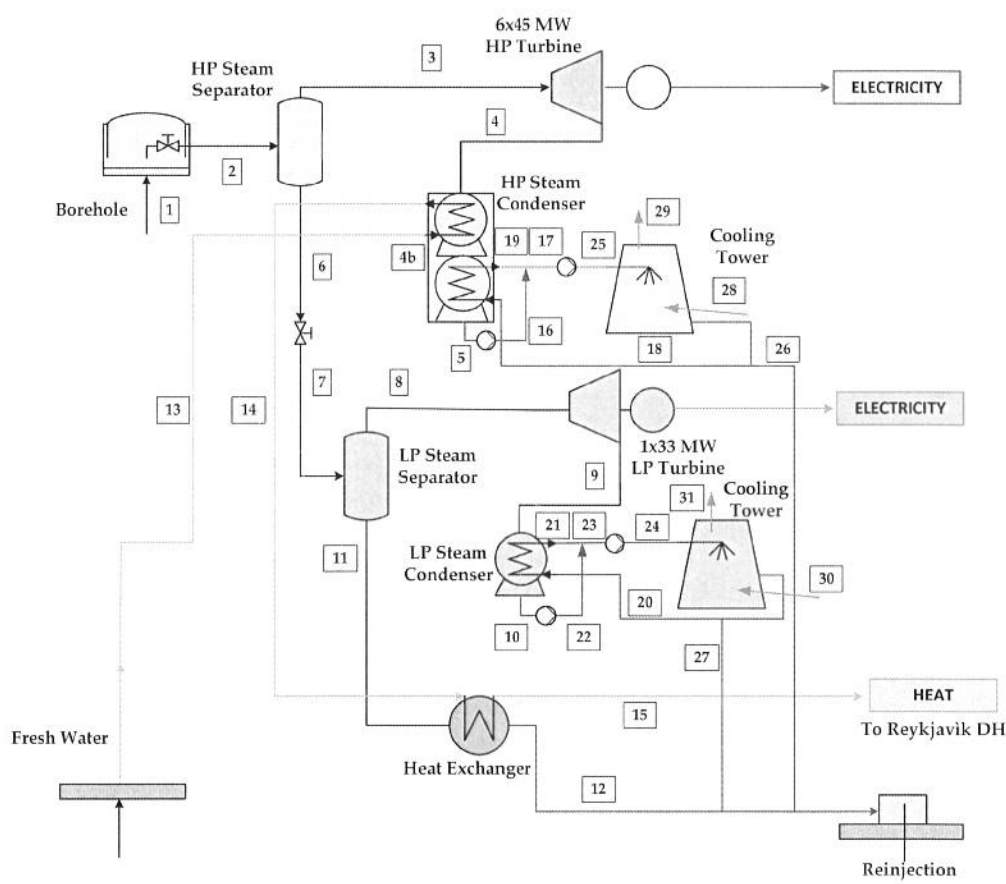 6x45 MW
HP Turbine
HP Steam
Separator
3
ELECTRICITY
4
2
HP Steam
Condenser
29
Borehole
1
Cooling
Tower
19
17
25
4b
6
28
16
5
18
26
7
8
13
14
ELECTRICITY
1x33 MW
LP Turbine
LP Steam
Separator
9
31
Cooling
Tower
21
23
24
11
LP Steam
Condenser
30
20
10
22
27
HEAT
15
To Reykjavìk DH
Fresh Water
Heat Exchanger
12
Reinjection